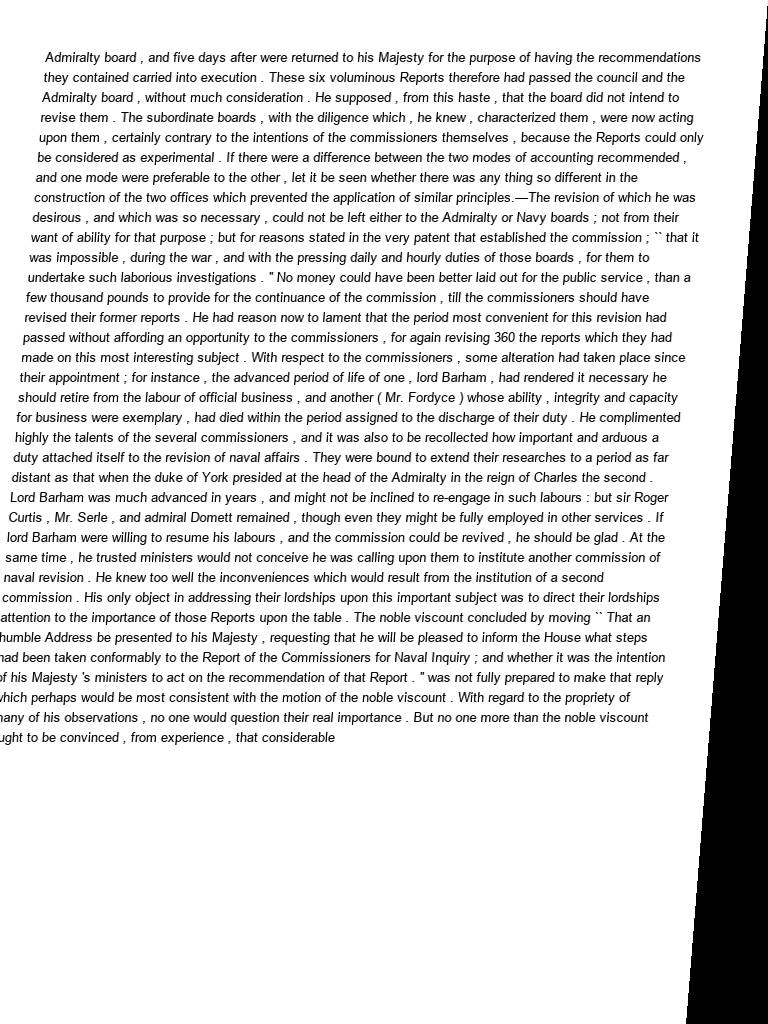 Admiralty board , and five days after were returned to his Majesty for the purpose of having the recommendations
they contained carried into execution . These six voluminous Reports therefore had passed the council and the
Admiralty board , without much consideration . He supposed , from this haste , that the board did not intend to
revise them . The subordinate boards , with the diligence which , he knew , characterized them , were now acting
upon them , certainly contrary to the intentions of the commissioners themselves , because the Reports could only
be considered as experimental . If there were a difference between the two modes of accounting recommended ,
and one mode were preferable to the other , let it be seen whether there was any thing so different in the
construction of the two offices which prevented the application of similar principles.—The revision of which he was
desirous , and which was so necessary , could not be left either to the Admiralty or Navy boards ; not from their
want of ability for that purpose ; but for reasons stated in the very patent that established the commission ; `` that it
was impossible , during the war , and with the pressing daily and hourly duties of those boards , for them to
undertake such laborious investigations . " No money could have been better laid out for the public service , than a
few thousand pounds to provide for the continuance of the commission , till the commissioners should have
revised their former reports . He had reason now to lament that the period most convenient for this revision had
passed without affording an opportunity to the commissioners , for again revising 360 the reports which they had
made on this most interesting subject . With respect to the commissioners , some alteration had taken place since
their appointment ; for instance , the advanced period of life of one , lord Barham , had rendered it necessary he
should retire from the labour of official business , and another ( Mr. Fordyce ) whose ability , integrity and capacity
for business were exemplary , had died within the period assigned to the discharge of their duty . He complimented
highly the talents of the several commissioners , and it was also to be recollected how important and arduous a
duty attached itself to the revision of naval affairs . They were bound to extend their researches to a period as far
distant as that when the duke of York presided at the head of the Admiralty in the reign of Charles the second .
Lord Barham was much advanced in years , and might not be inclined to re-engage in such labours : but sir Roger
Curtis , Mr. Serle , and admiral Domett remained , though even they might be fully employed in other services . If
lord Barham were willing to resume his labours , and the commission could be revived , he should be glad . At the
same time , he trusted ministers would not conceive he was calling upon them to institute another commission of
naval revision . He knew too well the inconveniences which would result from the institution of a second
commission . His only object in addressing their lordships upon this important subject was to direct their lordships
attention to the importance of those Reports upon the table . The noble viscount concluded by moving `` That an
humble Address be presented to his Majesty , requesting that he will be pleased to inform the House what steps
had been taken conformably to the Report of the Commissioners for Naval Inquiry ; and whether it was the intention
of his Majesty 's ministers to act on the recommendation of that Report . " was not fully prepared to make that reply
which perhaps would be most consistent with the motion of the noble viscount . With regard to the propriety of
many of his observations , no one would question their real importance . But no one more than the noble viscount
ught to be convinced , from experience , that considerable